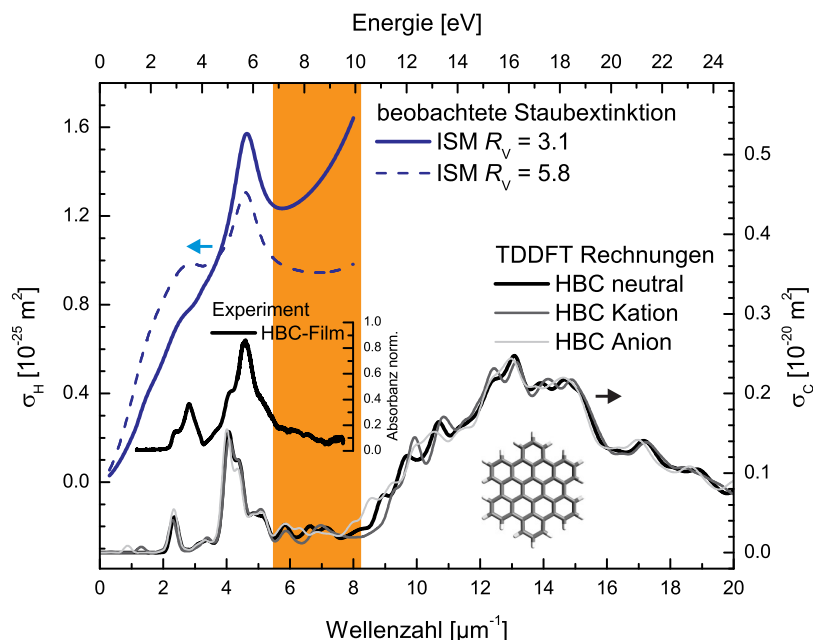 Energie [eV]
0 2 4 6 8 10 12 14 16 18 20 22 24
beobachtete Staubextinktion
ISM R_V = 3.1
ISM R_V = 5.8
TDDFT Rechnungen
HBC neutral
HBC Kation
HBC Anion
Experiment
HBC-Film
1.0
0.8
0.6
0.4
0.2
0.0
Absorbanz norm.
1.6
1.2
0.8
0.4
0.0
σ_H [10⁻²⁵ m²]
0.5
0.4
0.3
0.2
0.1
0.0
σ_C [10⁻²⁰ m²]
0 2 4 6 8 10 12 14 16 18 20
Wellenzahl [µm⁻¹]